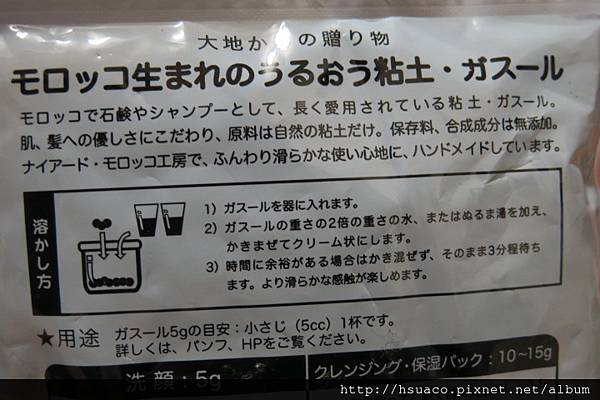 大地か の贈り物
モロッコ生まれのうるおう粘土・ガスール
モロッコで石鹸やシャンプーとして、長く愛用されている粘土・ガスール。
肌、髪への優しさにこだわり、原料は自然の粘土だけ。保存料、合成成分は無添加。
ナイアード・モロッコ工房で、ふんわり滑らかな使い心地に、ハンドメイドしています。
溶かし方
1）ガスールを器に入れます。
2）ガスールの重さの2倍の重さの水、またはぬるま湯を加え、
かきまぜてクリーム状にします。
3）時間に余裕がある場合はかき混ぜず、そのまま3分程待ち
ます。より滑らかな感触が楽しめます。
★用途 ガスール5gの目安：小さじ（5cc）1杯です。
詳しくは、パンフ、HPをご覧ください。
洗顔：5g
クレンジング・保湿パック：10~15g
http://hsuaco.pixnet.net/album